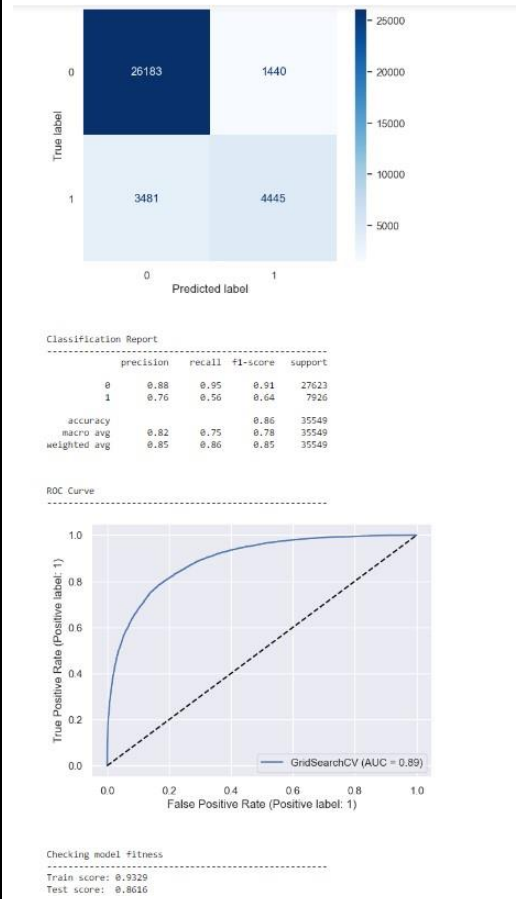 25000
0 26183 1440
20000
True label
15000
10000
1 3481 4445
5000
0 1
Predicted label
Classification Report
precision recall f1-score support
0 0.88 0.95 0.91 27623
1 0.76 0.56 0.64 7926
accuracy 0.86 35549
macro avg 0.82 0.75 0.78 35549
weighted avg 0.85 0.86 0.85 35549
ROC Curve
True Positive Rate (Positive label: 1)
1.0
0.8
0.6
0.4
0.2
0.0
GridSearchCV (AUC = 0.89)
0.0 0.2 0.4 0.6 0.8 1.0
False Positive Rate (Positive label: 1)
Checking model fitness
Train score: 0.9329
Test score: 0.8616